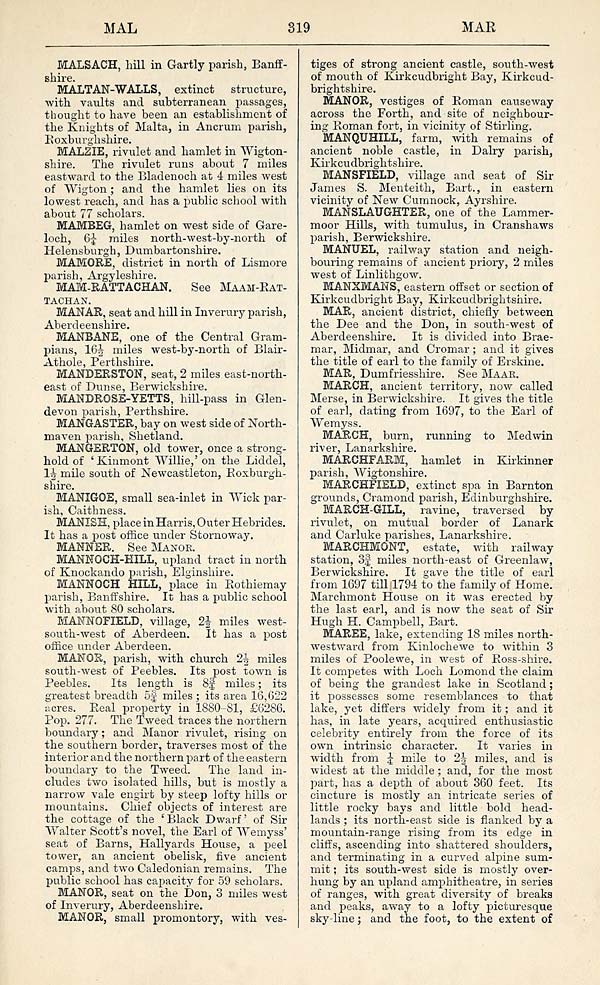 MAL 319 MAR
MALSACH, hill in Gartly parish, Banff-
shire.
MALTAN-WALLS, extinct structure,
with vaults and subterranean passages,
thought to have been an establishment of
the Knights of Malta, in Ancrum parish,
Roxburghshire.
MALZIE, rivulet and hamlet in Wigton-
shire. The rivulet runs about 7 miles
eastward to the Bladenoch at 4 miles west
of Wigton; and the hamlet lies on its
lowest reach, and has a public school with
about 77 scholars.
MAMBEG, hamlet on west side of Gare-
loch, 6¼ miles north-west-by-north of
Helensburgh, Dumbartonshire.
MAMORE, district in north of Lismore
parish, Argyleshire.
MAM-RATTACHAN. See MAAM-RAT-
TACHAN.
MANAR, seat and hill in Inverury parish,
Aberdeenshire.
MANBANE, one of the Central Gram-
pians, 16½ miles west-by-north of Blair-
Athole, Perthshire.
MANDERSTON, seat, 2 miles east-north-
east of Dunse, Berwickshire.
MANDROSE-YETTS, hill-pass in Glen-
devon parish, Perthshire.
MANGASTER, bay on west side of North-
maven parish, Shetland.
MANGERTON, old tower, once a strong-
hold of 'Kinmont Willie,' on the Liddel,
1½ mile south of Newcastleton, Roxburgh-
shire.
MANIGOE, small sea-inlet in Wick par-
ish, Caithness.
MANISH, place in Harris, Outer Hebrides.
It has a post office under Stornoway.
MANNER. See MANOR.
MANNOCH-HILL, upland tract in north
of Knockando parish, Elginshire.
MANNOCH HILL, place in Rothiemay
parish, Banffshire. It has a public school
with about 80 scholars.
MANNOFIELD, village, 2½ miles west-
south-west of Aberdeen. It has a post
office under Aberdeen.
MANOR, parish, with church 2½ miles
south-west of Peebles. Its post town is
Peebles. Its length is 8¾ miles; its
greatest breadth 5¾ miles; its area 16,622
acres. Real property in 1880-81, £6286.
Pop. 277. The Tweed traces the northern
boundary; and Manor rivulet, rising on
the southern border, traverses most of the
interior and the northern part of the eastern
boundary to the Tweed. The land in-
cludes two isolated hills, but is mostly a
narrow vale engirt by steep lofty hills or
mountains. Chief objects of interest are
the cottage of the 'Black Dwarf' of Sir
Walter Scott's novel, the Earl of Wemyss'
seat of Barns, Hallyards House, a peel
tower, an ancient obelisk, five ancient
camps, and two Caledonian remains. The
public school has capacity for 59 scholars.
MANOR, seat on the Don, 3 miles west
of Inverury, Aberdeenshire.
MANOR, small promontory, with ves-
tiges of strong ancient castle, south-west
of mouth of Kirkcudbright Bay, Kirkcud-
brightshire.
MANOR, vestiges of Roman causeway
across the Forth, and site of neighbour-
ing Roman fort, in vicinity of Stirling.
MANQUHILL, farm, with remains of
ancient noble castle, in Dalry parish,
Kirkcudbrightshire.
MANSFIELD, village and seat of Sir
James S. Menteith, Bart., in eastern
vicinity of New Cumnock, Ayrshire.
MANSLAUGHTER, one of the Lammer-
moor Hills, with tumulus, in Cranshaws
parish, Berwickshire.
MANUEL, railway station and neigh-
bouring remains of ancient priory, 2 miles
west of Linlithgow.
MANXMANS, eastern offset or section of
Kirkcudbright Bay, Kirkcudbrightshire.
MAR, ancient district, chiefly between
the Dee and the Don, in south-west of
Aberdeenshire. It is divided into Brae-
mar, Midmar, and Cromar; and it gives
the title of earl to the family of Erskine.
MAR, Dumfriesshire. See MAAR.
MARCH, ancient territory, now called
Merse, in Berwickshire. It gives the title
of earl, dating from 1697, to the Earl of
Wemyss.
MARCH, burn, running to Medwin
river, Lanarkshire.
MARCHFARM, hamlet in Kirkinner
parish, Wigtonshire.
MARCHFIELD, extinct spa in Barnton
grounds, Cramond parish, Edinburghshire.
MARCH-GILL, ravine, traversed by
rivulet, on mutual border of Lanark
and Carluke parishes, Lanarkshire.
MARCHMONT, estate, with railway
station, 3¾ miles north-east of Greenlaw,
Berwickshire. It gave the title of earl
from 1697 till 1794 to the family of Home.
Marchmont House on it was erected by
the last earl, and is now the seat of Sir
Hugh H. Campbell, Bart.
MAREE, lake, extending 18 miles north-
westward from Kinlochewe to within 3
miles of Poolewe, in west of Ross-shire.
It competes with Loch Lomond the claim
of being the grandest lake in Scotland;
it possesses some resemblances to that
lake, yet differs widely from it; and it
has, in late years, acquired enthusiastic
celebrity entirely from the force of its
own intrinsic character. It varies in
width from ¼ mile to 2½ miles, and is
widest at the middle; and, for the most
part, has a depth of about 360 feet. Its
cincture is mostly an intricate series of
little rocky bays and little bold head-
lands; its north-east side is flanked by a
mountain-range rising from its edge in
cliffs, ascending into shattered shoulders,
and terminating in a curved alpine sum-
mit; its south-west side is mostly over-
hung by an upland amphitheatre, in series
of ranges, with great diversity of breaks
and peaks, away to a lofty picturesque
sky-line; and the foot, to the extent of